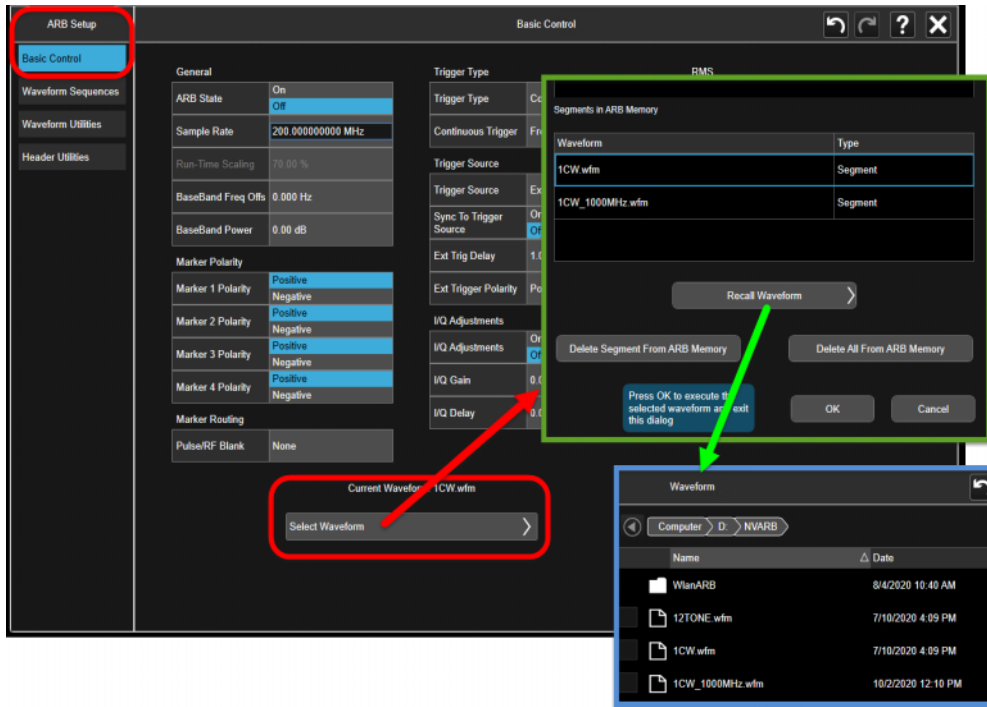 ARB Setup
Basic Control
?
Basic Control
Waveform Sequences
Waveform Utilities
Header Utilities
General
ARB State
On
Off
Sample Rate
200.000000000 MHz
Run-Time Scaling
70.00 %
BaseBand Freq Offs
0.000 Hz
BaseBand Power
0.00 dB
Marker Polarity
Marker 1 Polarity
Positive
Negative
Marker 2 Polarity
Positive
Negative
Marker 3 Polarity
Positive
Negative
Marker 4 Polarity
Positive
Negative
Marker Routing
Pulse/RF Blank
None
Trigger Type
Trigger Type
Continuous Trigger
Trigger Source
Trigger Source
Sync To Trigger
Source
Ext Trig Delay
Ext Trigger Polarity
I/Q Adjustments
I/Q Adjustments
I/Q Gain
I/Q Delay
RMS
Current Waveform: 1CW.wfm
Select Waveform
Segments in ARB Memory
Waveform
Type
1CW.wfm
Segment
1CW_1000MHz.wfm
Segment
Recall Waveform
Delete Segment From ARB Memory
Delete All From ARB Memory
Press OK to execute the
selected waveform and exit
this dialog
OK
Cancel
Waveform
Computer
D:
NVARB
Name
Date
WlanARB
8/4/2020 10:40 AM
12TONE.wfm
7/10/2020 4:09 PM
1CW.wfm
7/10/2020 4:09 PM
1CW_1000MHz.wfm
10/2/2020 12:10 PM